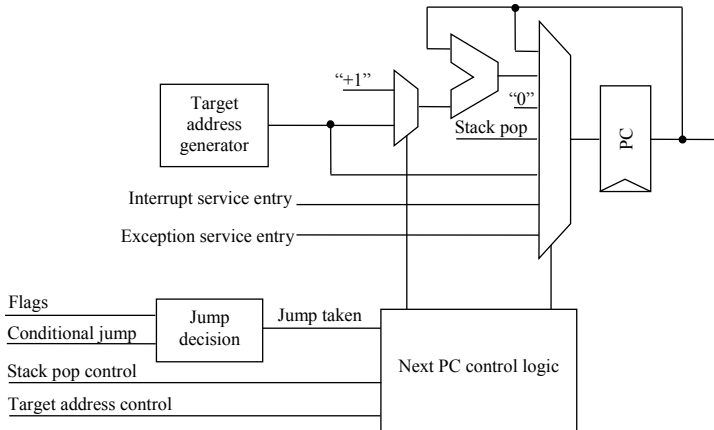 “+1”
Target
address
generator
“0”
Stack pop
PC
Interrupt service entry
Exception service entry
Flags
Conditional jump
Jump
decision
Jump taken
Stack pop control
Target address control
Next PC control logic